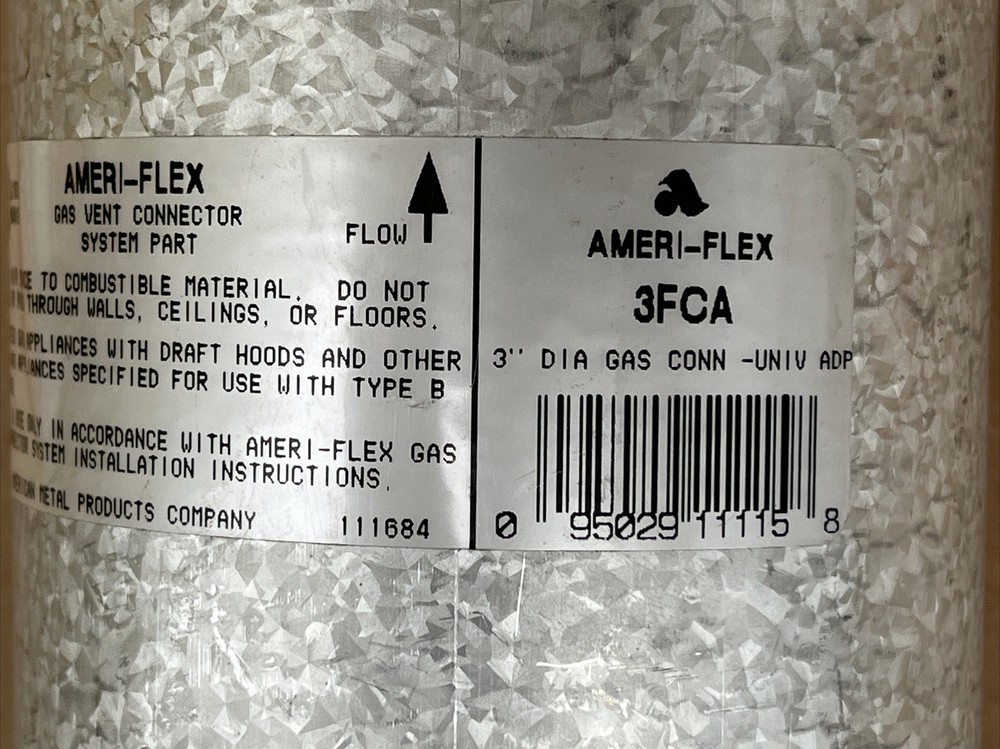 AMERI-FLEX
GAS VENT CONNECTOR
SYSTEM PART
FLOW
TO COMBUSTIBLE MATERIAL. DO NOT
THROUGH WALLS, CEILINGS, OR FLOORS.
APPLIANCES WITH DRAFT HOODS AND OTHER
SPECIFIED FOR USE WITH TYPE B
ONLY IN ACCORDANCE WITH AMERI-FLEX GAS
SYSTEM INSTALLATION INSTRUCTIONS.
METAL PRODUCTS COMPANY 111684
AMERI-FLEX
3FCA
3'' DIA GAS CONN -UNIV ADP
0 95029 11115 8